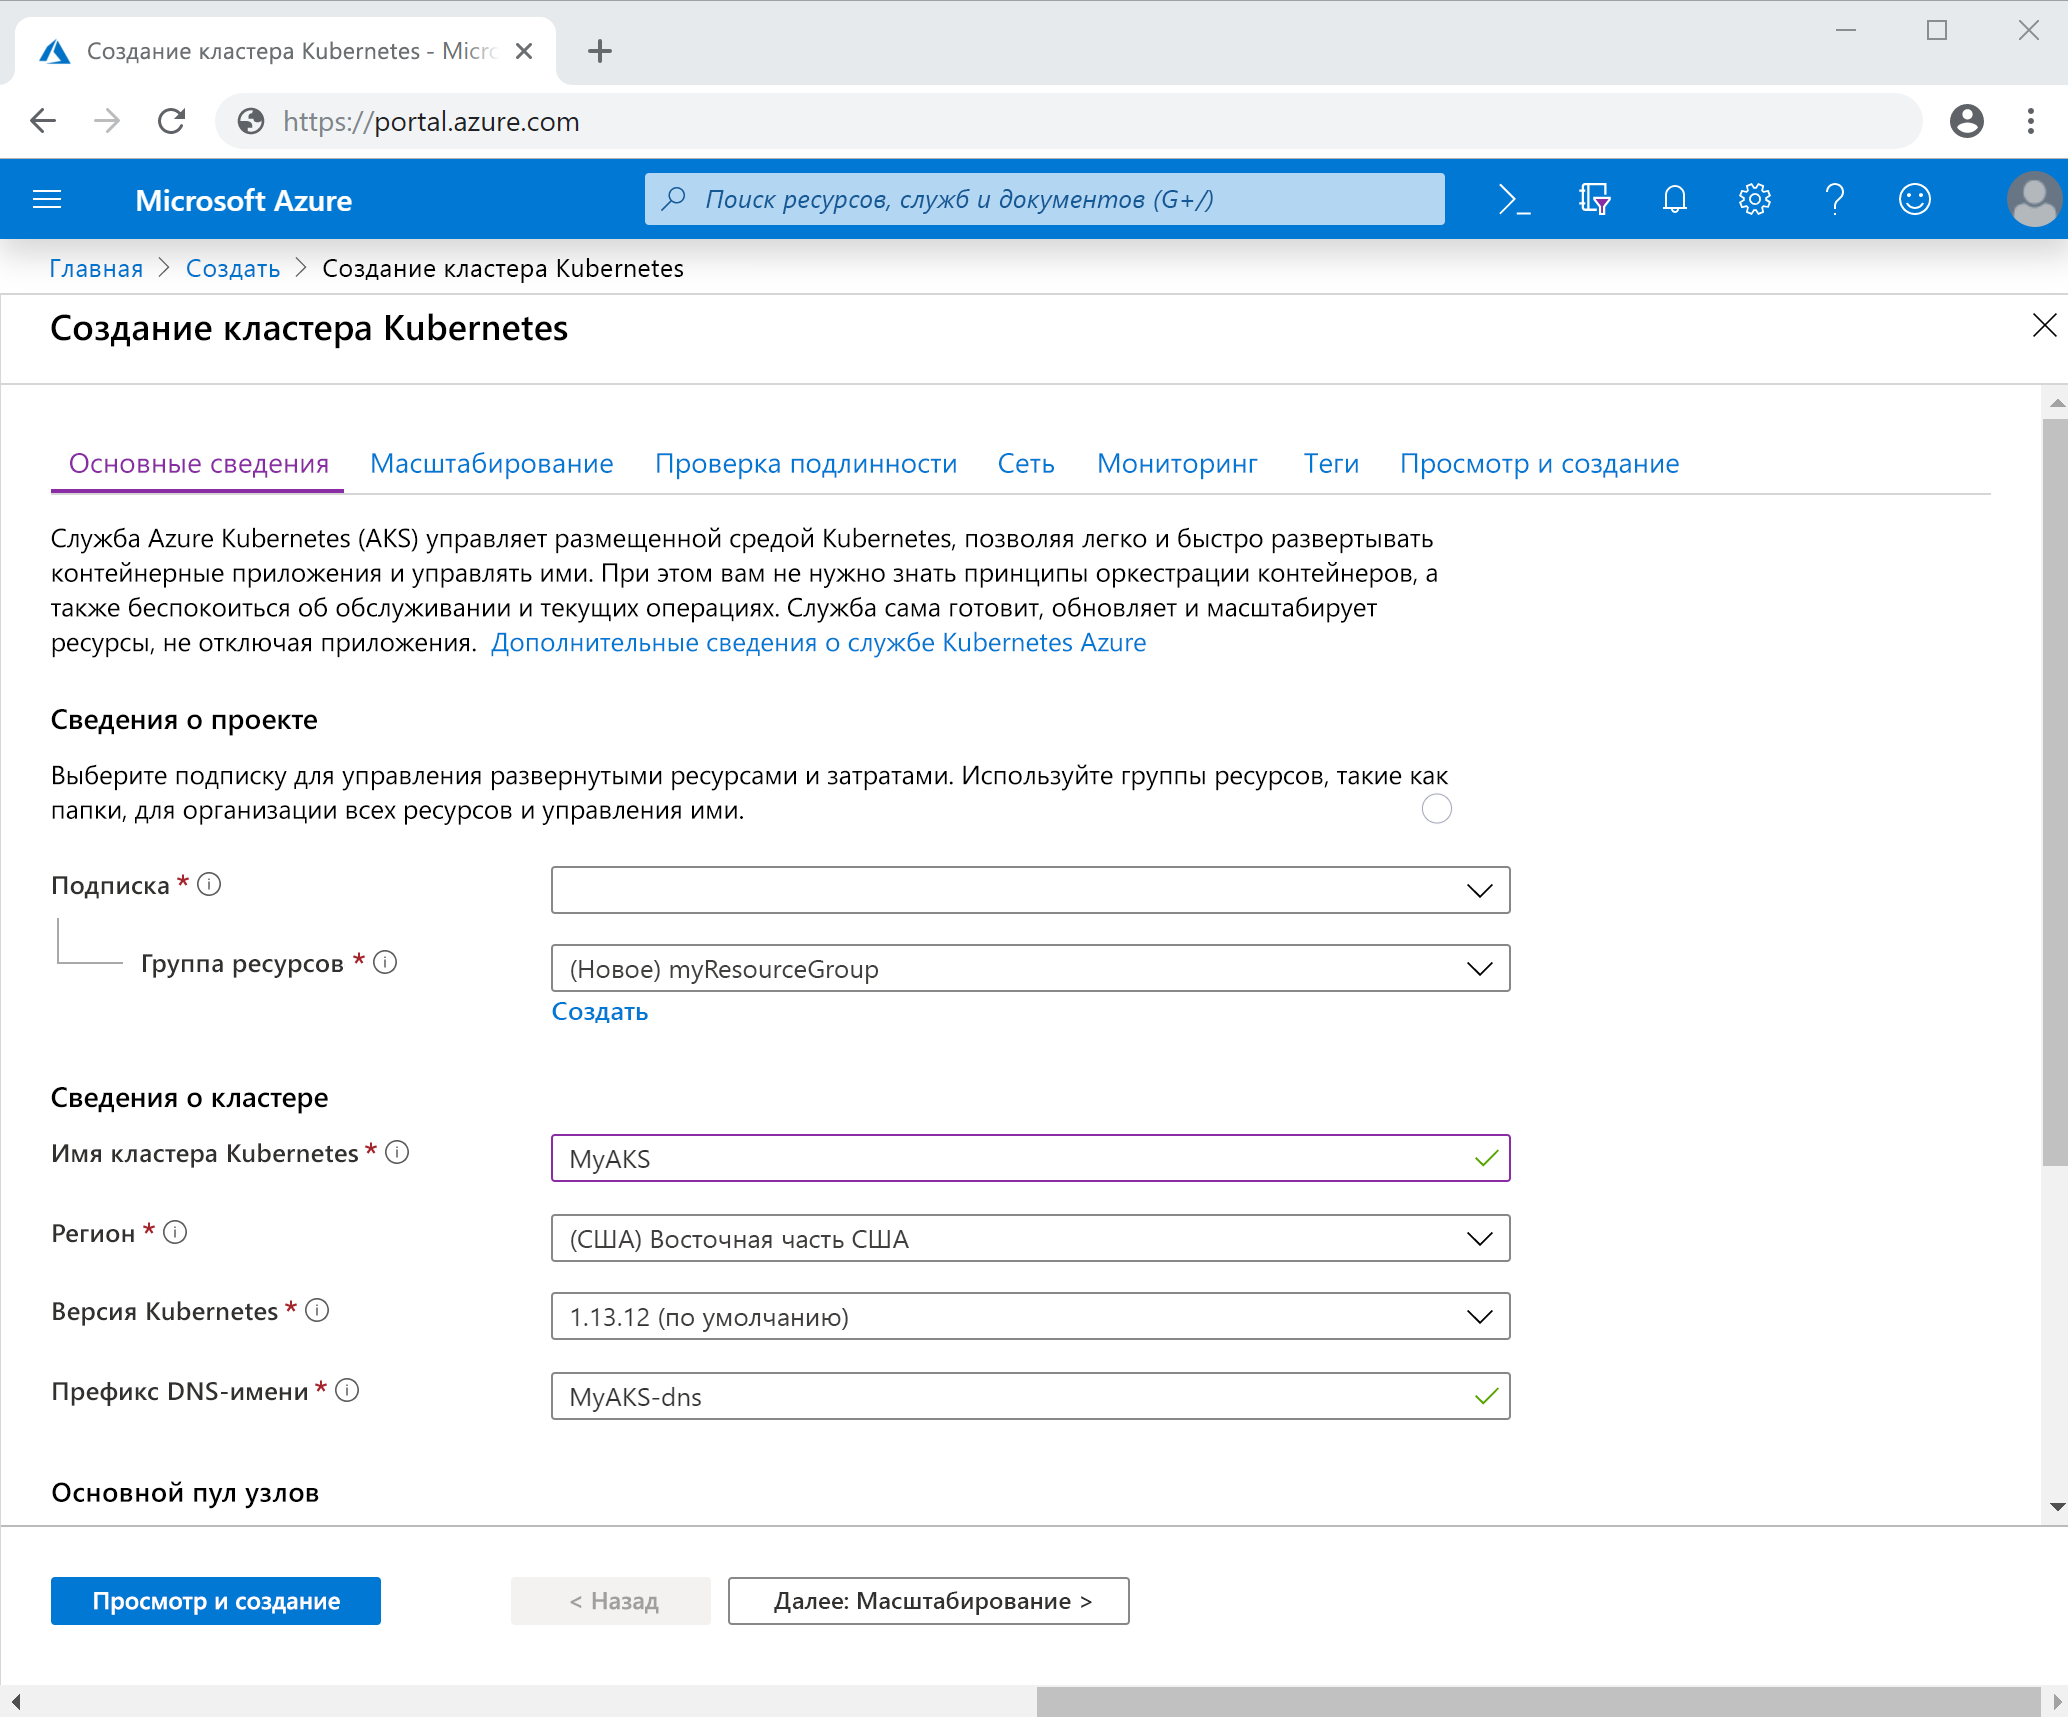 Создание кластера Kubernetes - Micro
https://portal.azure.com
Microsoft Azure
Поиск ресурсов, служб и документов (G+/)
Главная > Создать > Создание кластера Kubernetes
Создание кластера Kubernetes
Основные сведения Масштабирование Проверка подлинности Сеть Мониторинг Теги Просмотр и создание
Служба Azure Kubernetes (AKS) управляет размещенной средой Kubernetes, позволяя легко и быстро развертывать
контейнерные приложения и управлять ими. При этом вам не нужно знать принципы оркестрации контейнеров, а
также беспокоиться об обслуживании и текущих операциях. Служба сама готовит, обновляет и масштабирует
ресурсы, не отключая приложения. Дополнительные сведения о службе Kubernetes Azure
Сведения о проекте
Выберите подписку для управления развернутыми ресурсами и затратами. Используйте группы ресурсов, такие как
папки, для организации всех ресурсов и управления ими.
Подписка *
Группа ресурсов * (Новое) myResourceGroup
Создать
Сведения о кластере
Имя кластера Kubernetes * MyAKS
Регион * (США) Восточная часть США
Версия Kubernetes * 1.13.12 (по умолчанию)
Префикс DNS-имени * MyAKS-dns
Основной пул узлов
Просмотр и создание < Назад Далее: Масштабирование >